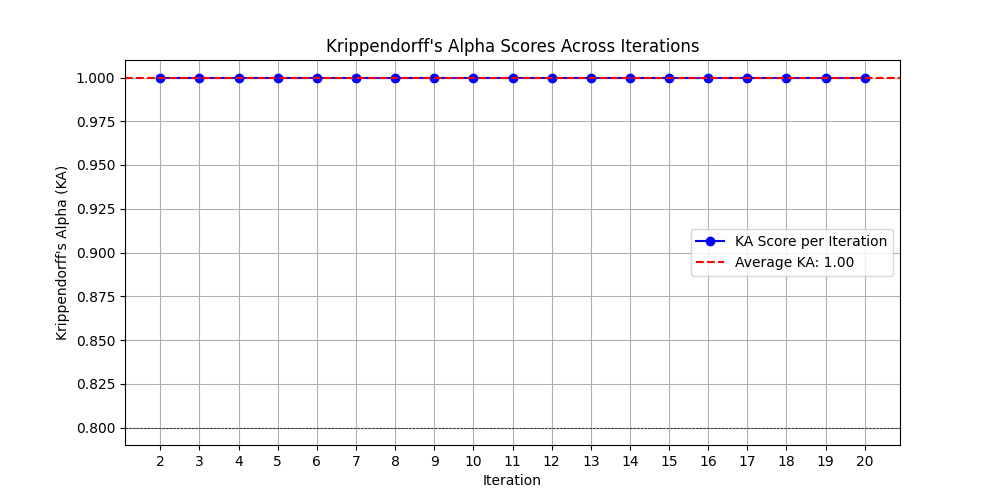 Krippendorff's Alpha Scores Across Iterations
Krippendorff's Alpha (KA)
1.000
0.975
0.950
0.925
0.900
0.875
0.850
0.825
0.800
KA Score per Iteration
Average KA: 1.00
2 3 4 5 6 7 8 9 10 11 12 13 14 15 16 17 18 19 20
Iteration